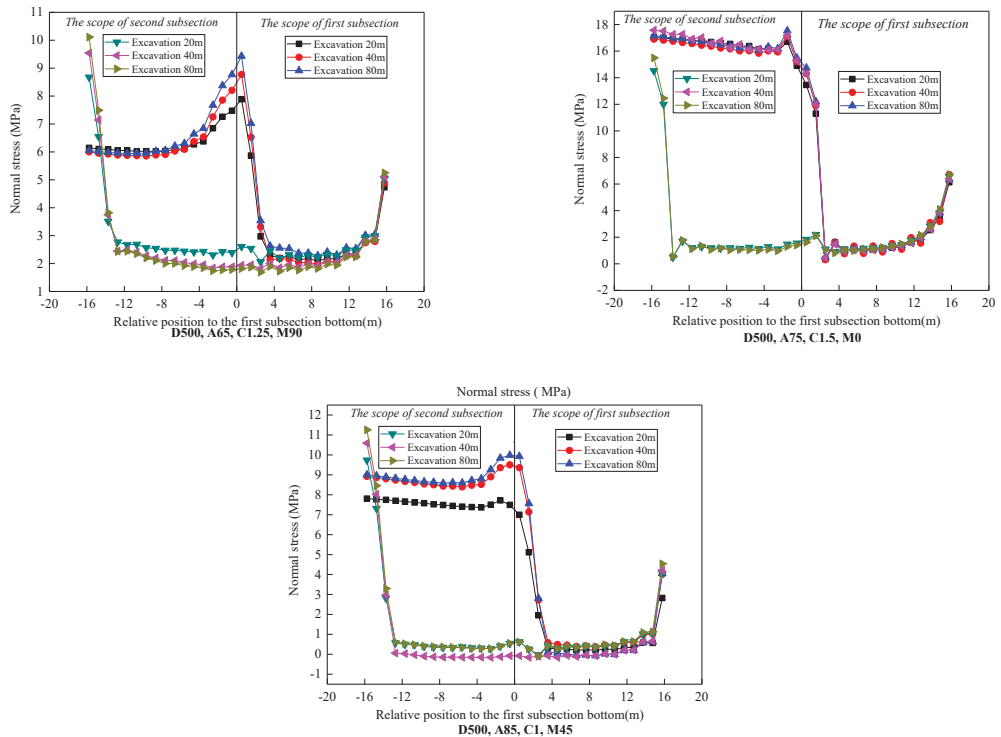 The scope of second subsection
The scope of first subsection
Excavation 20m
Excavation 40m
Excavation 80m
Excavation 20m
Excavation 40m
Excavation 80m
Normal stress (MPa)
11
10
9
8
7
6
5
4
3
2
1
-20 -16 -12 -8 -4 0 4 8 12 16 20
Relative position to the first subsection bottom(m)
D500, A65, C1.25, M90
The scope of second subsection
The scope of first subsection
Excavation 20m
Excavation 40m
Excavation 80m
Excavation 20m
Excavation 40m
Excavation 80m
Normal stress (MPa)
18
16
14
12
10
8
6
4
2
0
-2
-20 -16 -12 -8 -4 0 4 8 12 16 20
Relative position to the first subsection bottom(m)
D500, A75, C1.5, M0
Normal stress ( MPa)
The scope of second subsection
The scope of first subsection
Excavation 20m
Excavation 40m
Excavation 80m
Excavation 20m
Excavation 40m
Excavation 80m
Normal stress (MPa)
12
11
10
9
8
7
6
5
4
3
2
1
0
-1
-20 -16 -12 -8 -4 0 4 8 12 16 20
Relative position to the first subsection bottom(m)
D500, A85, C1, M45